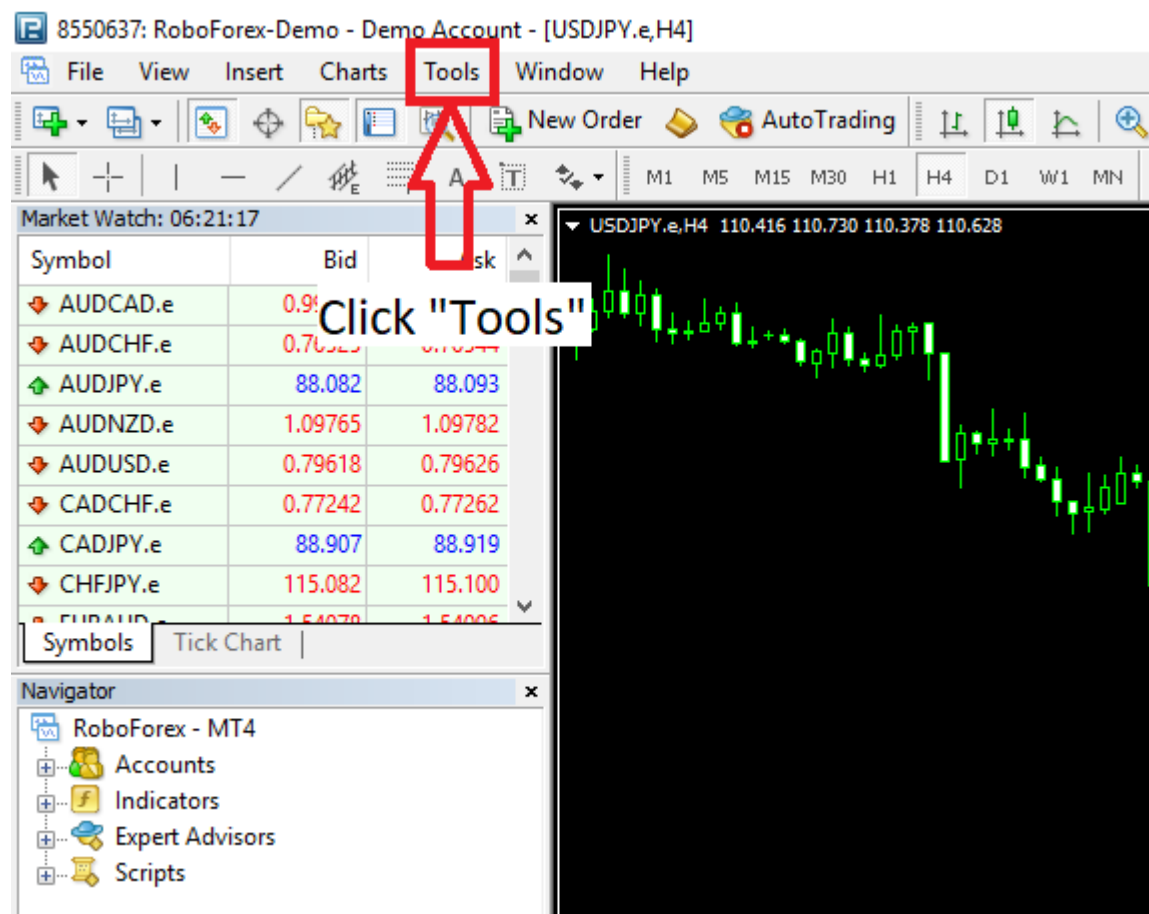 8550637: RoboForex-Demo - Demo Account - [USDJPY.e,H4]
File View Insert Charts Tools Window Help
New Order AutoTrading
A T M1 M5 M15 M30 H1 H4 D1 W1 MN
Market Watch: 06:21:17
USDJPY.e,H4 110.416 110.730 110.378 110.628
Symbol Bid
AUDCAD.e
Click "Tools"
AUDCHF.e
AUDJPY.e 88.082 88.093
AUDNZD.e 1.09765 1.09782
AUDUSD.e 0.79618 0.79626
CADCHF.e 0.77242 0.77262
CADJPY.e 88.907 88.919
CHFJPY.e 115.082 115.100
Symbols Tick Chart
Navigator
RoboForex - MT4
Accounts
Indicators
Expert Advisors
Scripts